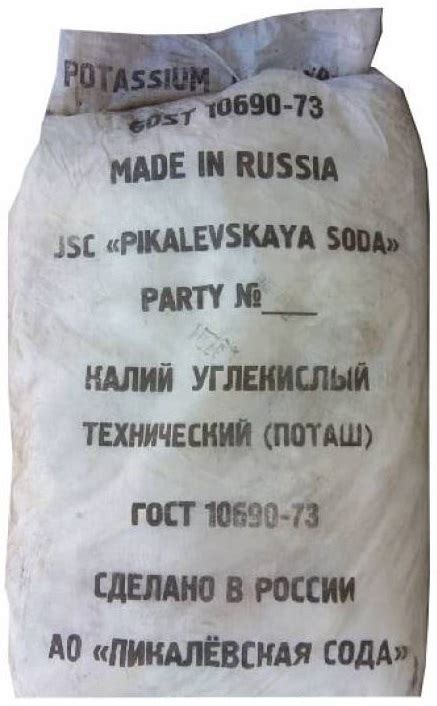 POTASSIUM
GOST 10690-73
MADE IN RUSSIA
JSC «PIKALEVSKAYA SODA»
PARTY №___
КАЛИЙ УГЛЕКИСЛЫЙ
ТЕХНИЧЕСКИЙ (ПОТАШ)
ГОСТ 10690-73
СДЕЛАНО В РОССИИ
АО «ПИКАЛЁВСКАЯ СОДА»